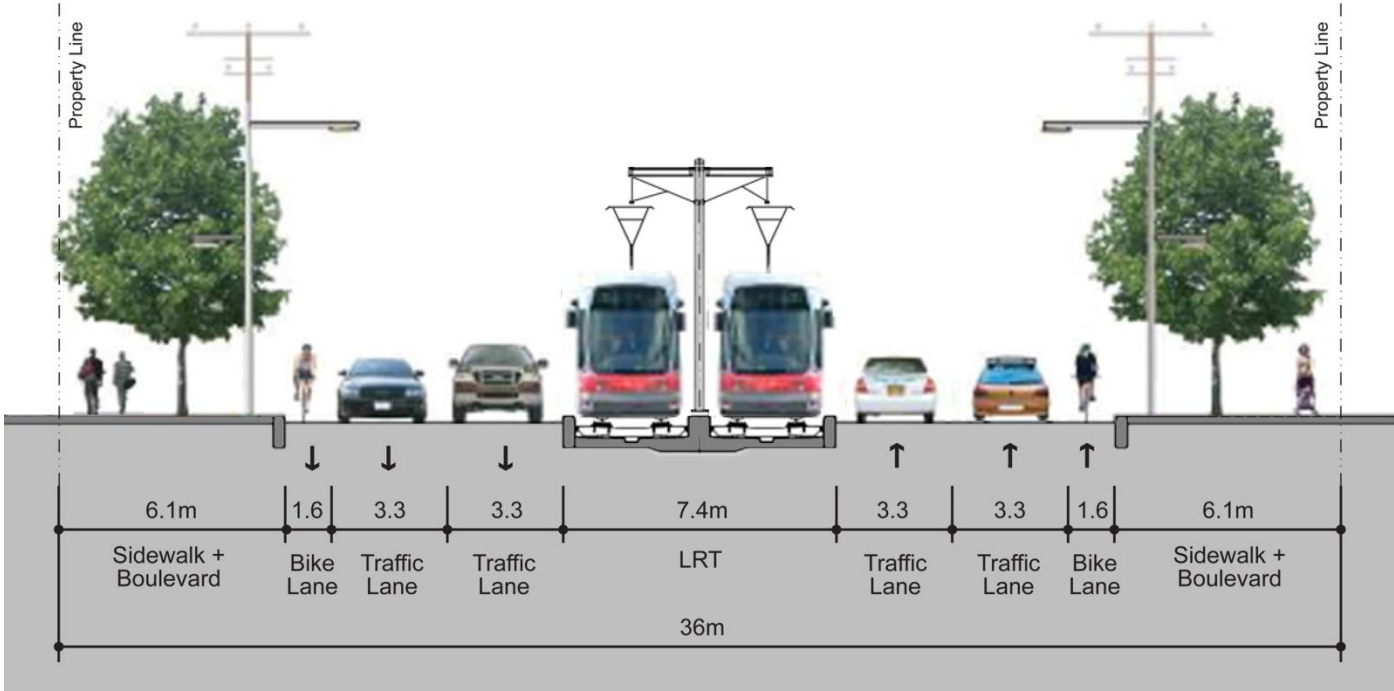 Property Line
Property Line
6.1m 1.6 3.3 3.3 7.4m 3.3 3.3 1.6 6.1m
Sidewalk +
Boulevard
Bike
Lane
Traffic
Lane
Traffic
Lane
LRT
Traffic
Lane
Traffic
Lane
Bike
Lane
Sidewalk +
Boulevard
36m